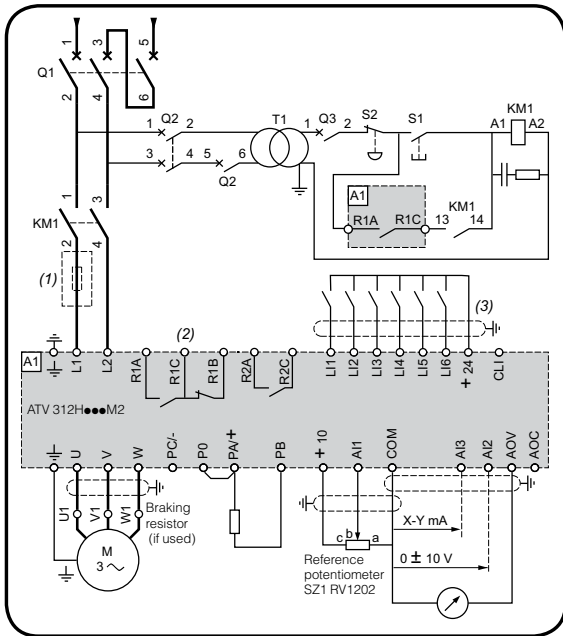 1 3 5
Q1
2 4 6
Q2 T1 Q3 S2 S1 KM1
1 2 1 2 A1 A2
3 4 5 6
Q2
1 3
KM1
2 4
A1
R1A R1C 13 KM1 14
(1)
(2)
(3)
A1
L1 L2 R1A R1C R1B R2A R2C LI1 LI2 LI3 LI4 LI5 LI6 + 24 CLI
ATV 312H●●●M2
U V W PC/- P0 PA/+ PB + 10 AI1 COM AI3 AI2 AOV AOC
U1 V1 W1
Braking
resistor
(if used)
M
3 ~
c b a
X-Y mA
0 ± 10 V
Reference
potentiometer
SZ1 RV1202